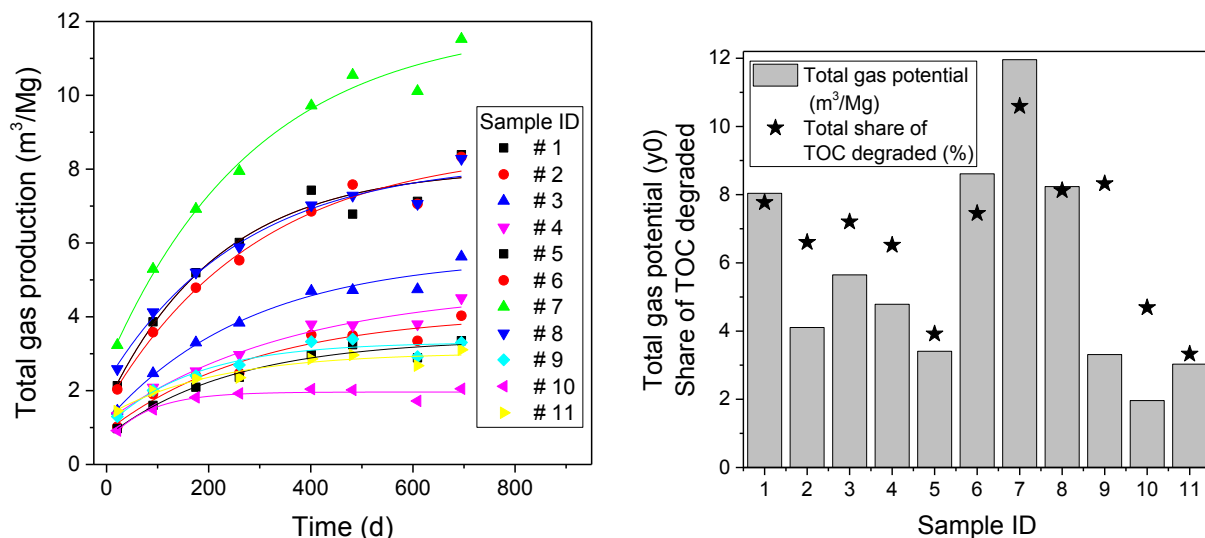 Total gas production (m³/Mg)
12
10
8
6
4
2
0
0
200
400
600
800
Time (d)
Sample ID
# 1
# 2
# 3
# 4
# 5
# 6
# 7
# 8
# 9
# 10
# 11
Total gas potential (y0)
Share of TOC degraded
12
10
8
6
4
2
0
Total gas potential
(m³/Mg)
Total share of
TOC degraded (%)
1 2 3 4 5 6 7 8 9 10 11
Sample ID